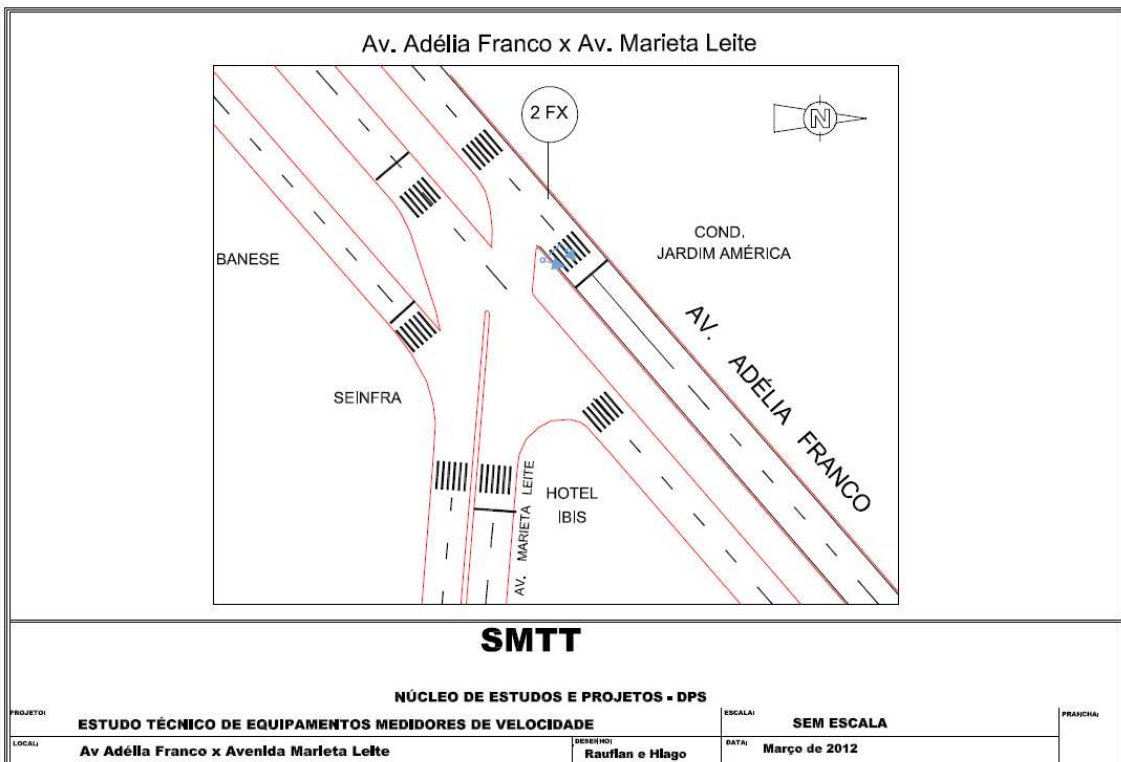 Av. Adélia Franco x Av. Marieta Leite
2 FX
N
COND.
JARDIM AMÉRICA
BANESE
AV. ADÉLIA FRANCO
SEINFRA
HOTEL
IBIS
AV. MARIETA LEITE
SMTT
NÚCLEO DE ESTUDOS E PROJETOS - DPS
PROJETO:
ESTUDO TÉCNICO DE EQUIPAMENTOS MEDIDORES DE VELOCIDADE
ESCALA:
SEM ESCALA
PRANCHA:
LOCAL:
Av Adélia Franco x Avenida Marieta Leite
DESENHO:
Rauflan e Hiago
DATA:
Março de 2012